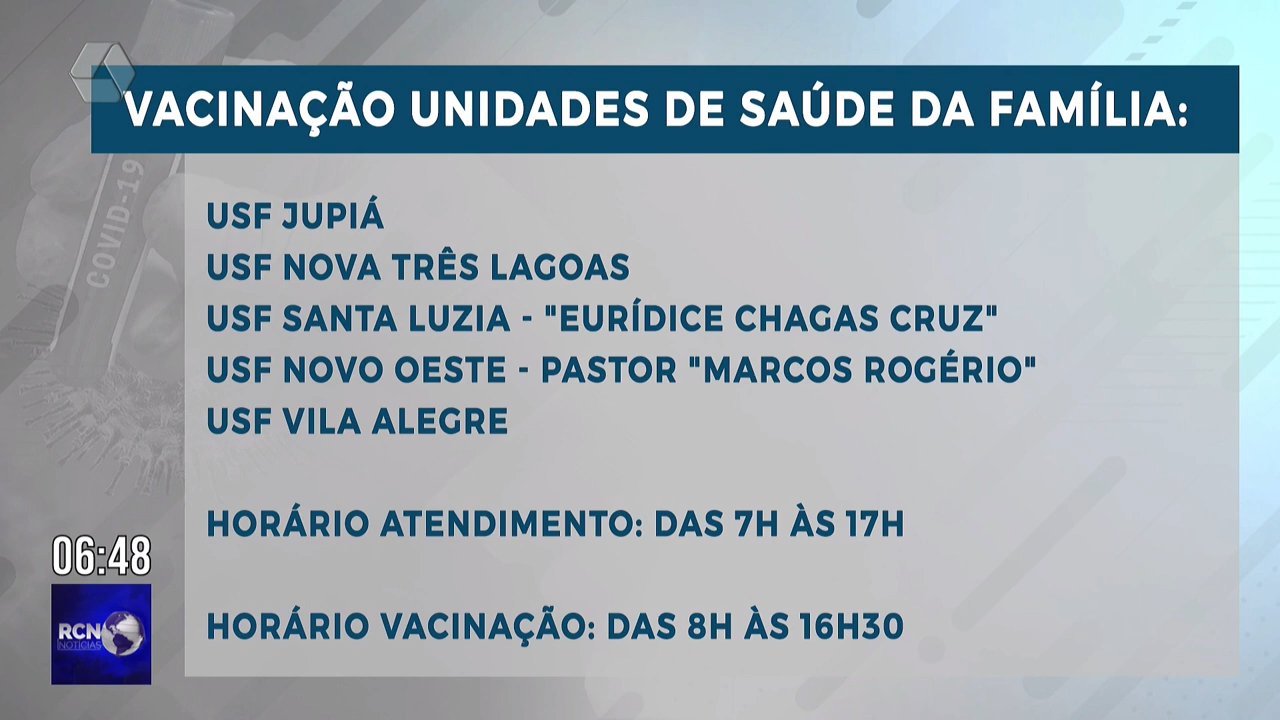 VACINAÇÃO UNIDADES DE SAÚDE DA FAMÍLIA:
COVID-19
USF JUPIÁ
USF NOVA TRÊS LAGOAS
USF SANTA LUZIA - "EURÍDICE CHAGAS CRUZ"
USF NOVO OESTE - PASTOR "MARCOS ROGÉRIO"
USF VILA ALEGRE
HORÁRIO ATENDIMENTO: DAS 7H ÀS 17H
HORÁRIO VACINAÇÃO: DAS 8H ÀS 16H30
06:48
RCN
NOTÍCIAS